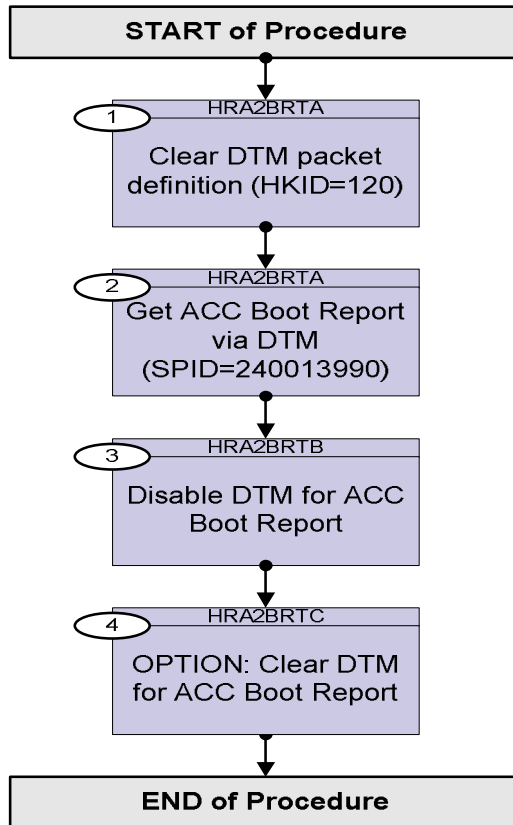 START of Procedure
HRA2BRTA
1
Clear DTM packet
definition (HKID=120)
HRA2BRTA
2
Get ACC Boot Report
via DTM
(SPID=240013990)
HRA2BRTB
3
Disable DTM for ACC
Boot Report
HRA2BRTC
4
OPTION: Clear DTM
for ACC Boot Report
END of Procedure